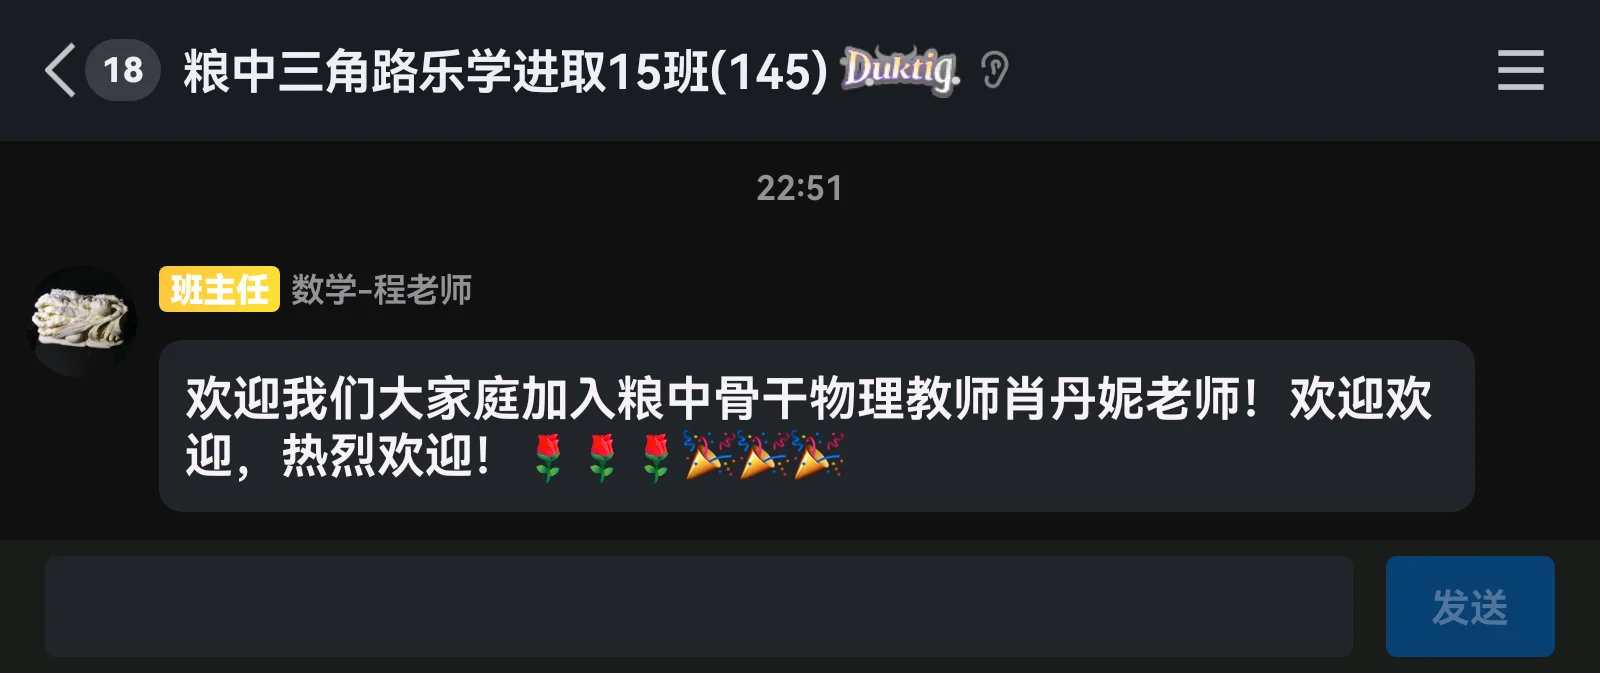 18
粮中三角路乐学进取15班(145) Duktig.
22:51
班主任 数学-程老师
欢迎我们大家庭加入粮中骨干物理教师肖丹妮老师！欢迎欢
迎，热烈欢迎！🌹🌹🌹🎉🎉🎉
发送